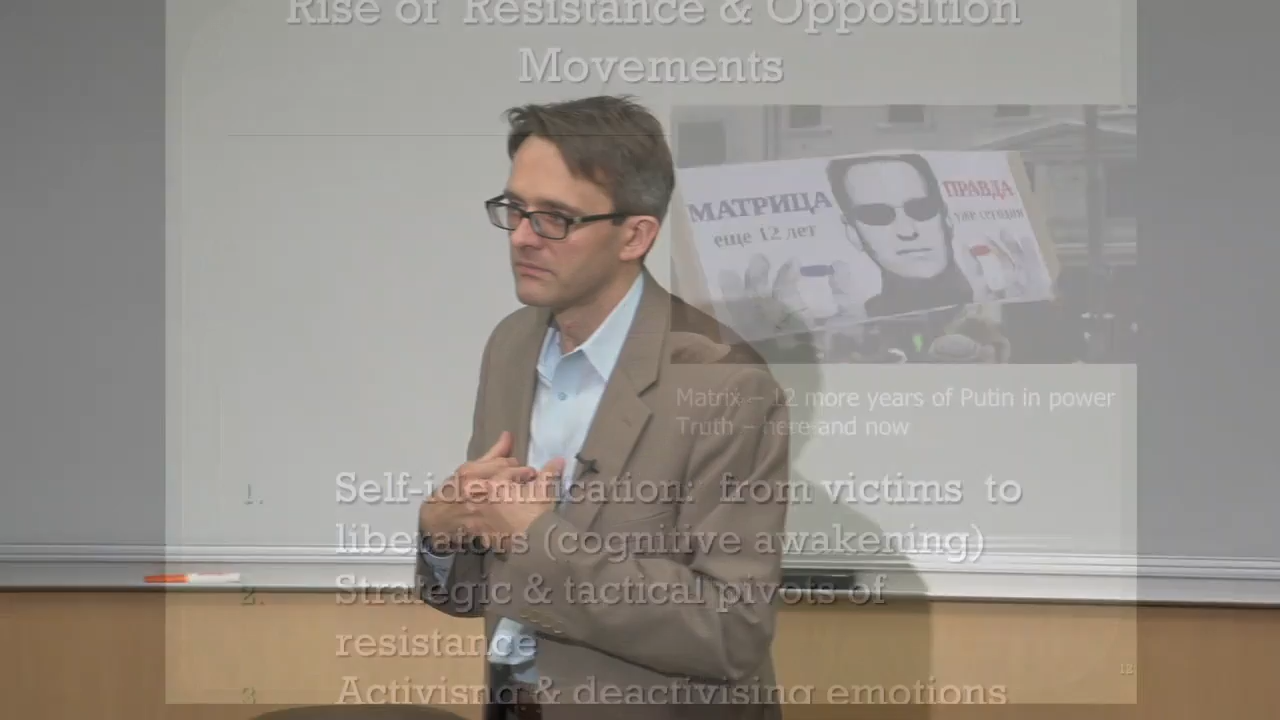 Rise of Resistance & Opposition
Movements
МАТРИЦА
еще 12 лет
ПРАВДА
уже сегодня
Matrix – 12 more years of Putin in power
Truth – here and now
1. Self-identification: from victims to
liberators (cognitive awakening)
2. Strategic & tactical pivots of
resistance
3. Activisng & deactivising emotions
12